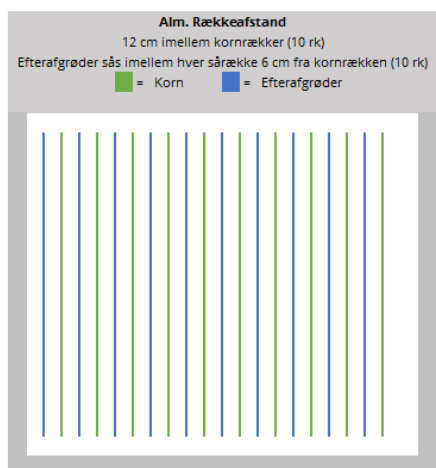 Alm. Rækkeafstand
12 cm imellem kornrækker (10 rk)
Efterafgrøder sås imellem hver sårække 6 cm fra kornrækken (10 rk)
= Korn = Efterafgrøder